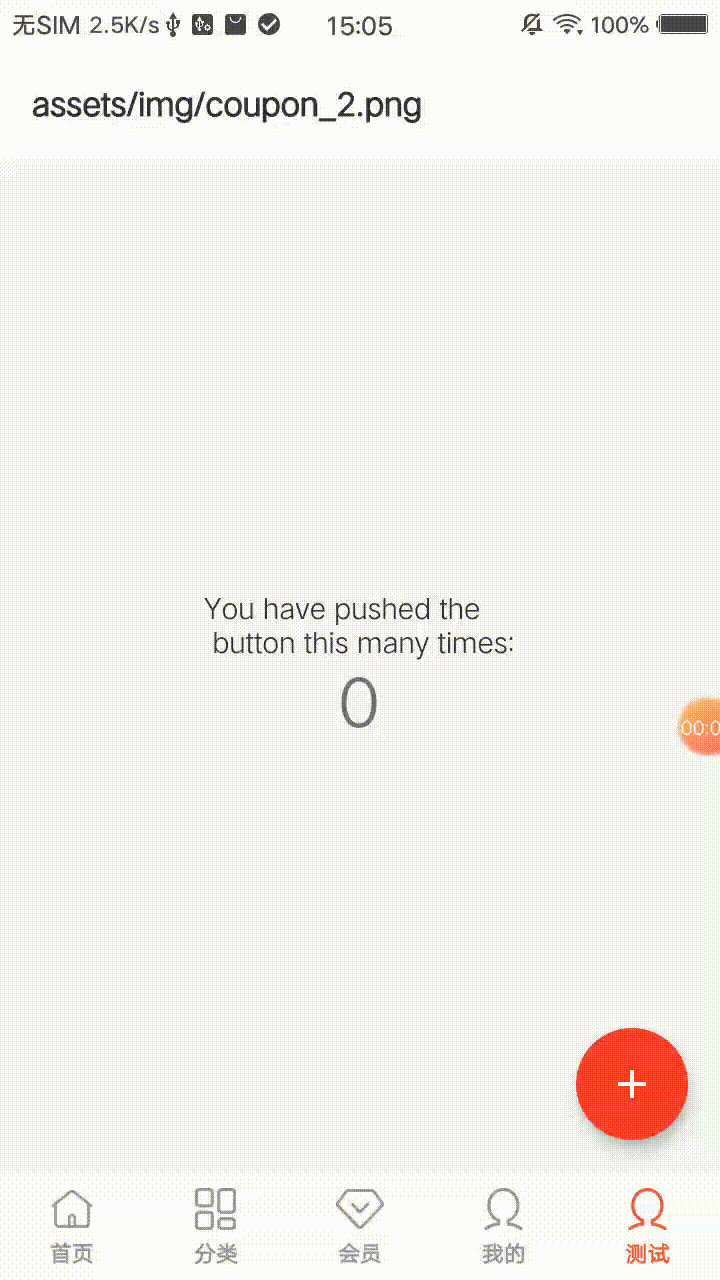 无SIM 2.5K/s 15:05 100%
assets/img/coupon_2.png
You have pushed the
button this many times:
0
00:0
+
首页 分类 会员 我的 测试